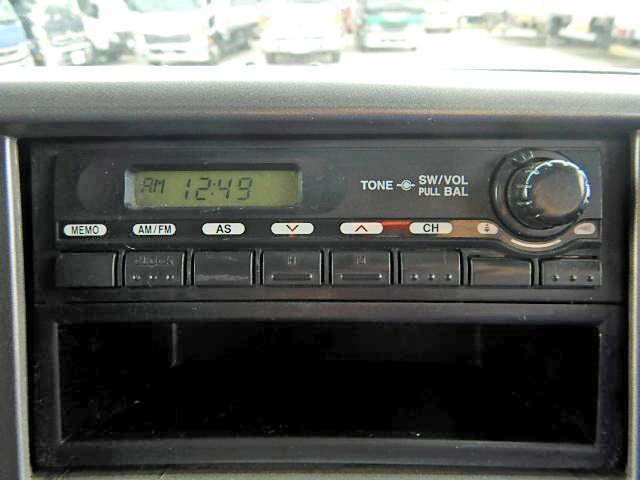 AM 12:49
TONE SW/VOL
PULL BAL
MEMO AM/FM AS CH